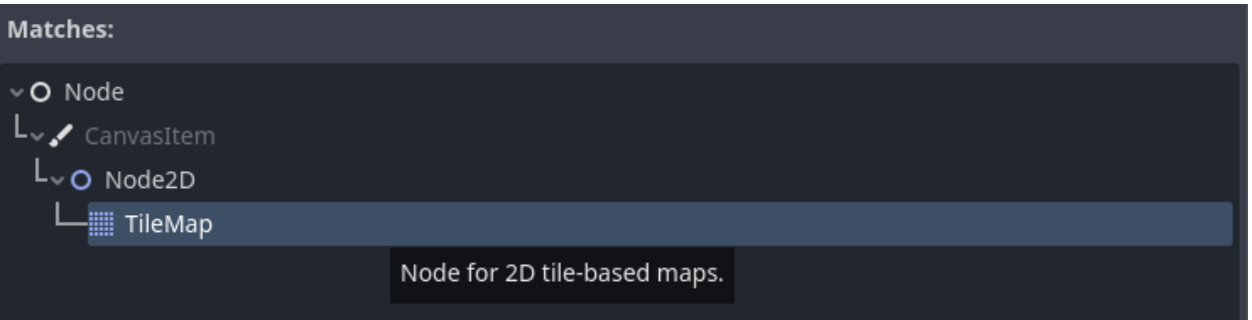 Matches:
Node
CanvasItem
Node2D
TileMap
Node for 2D tile-based maps.